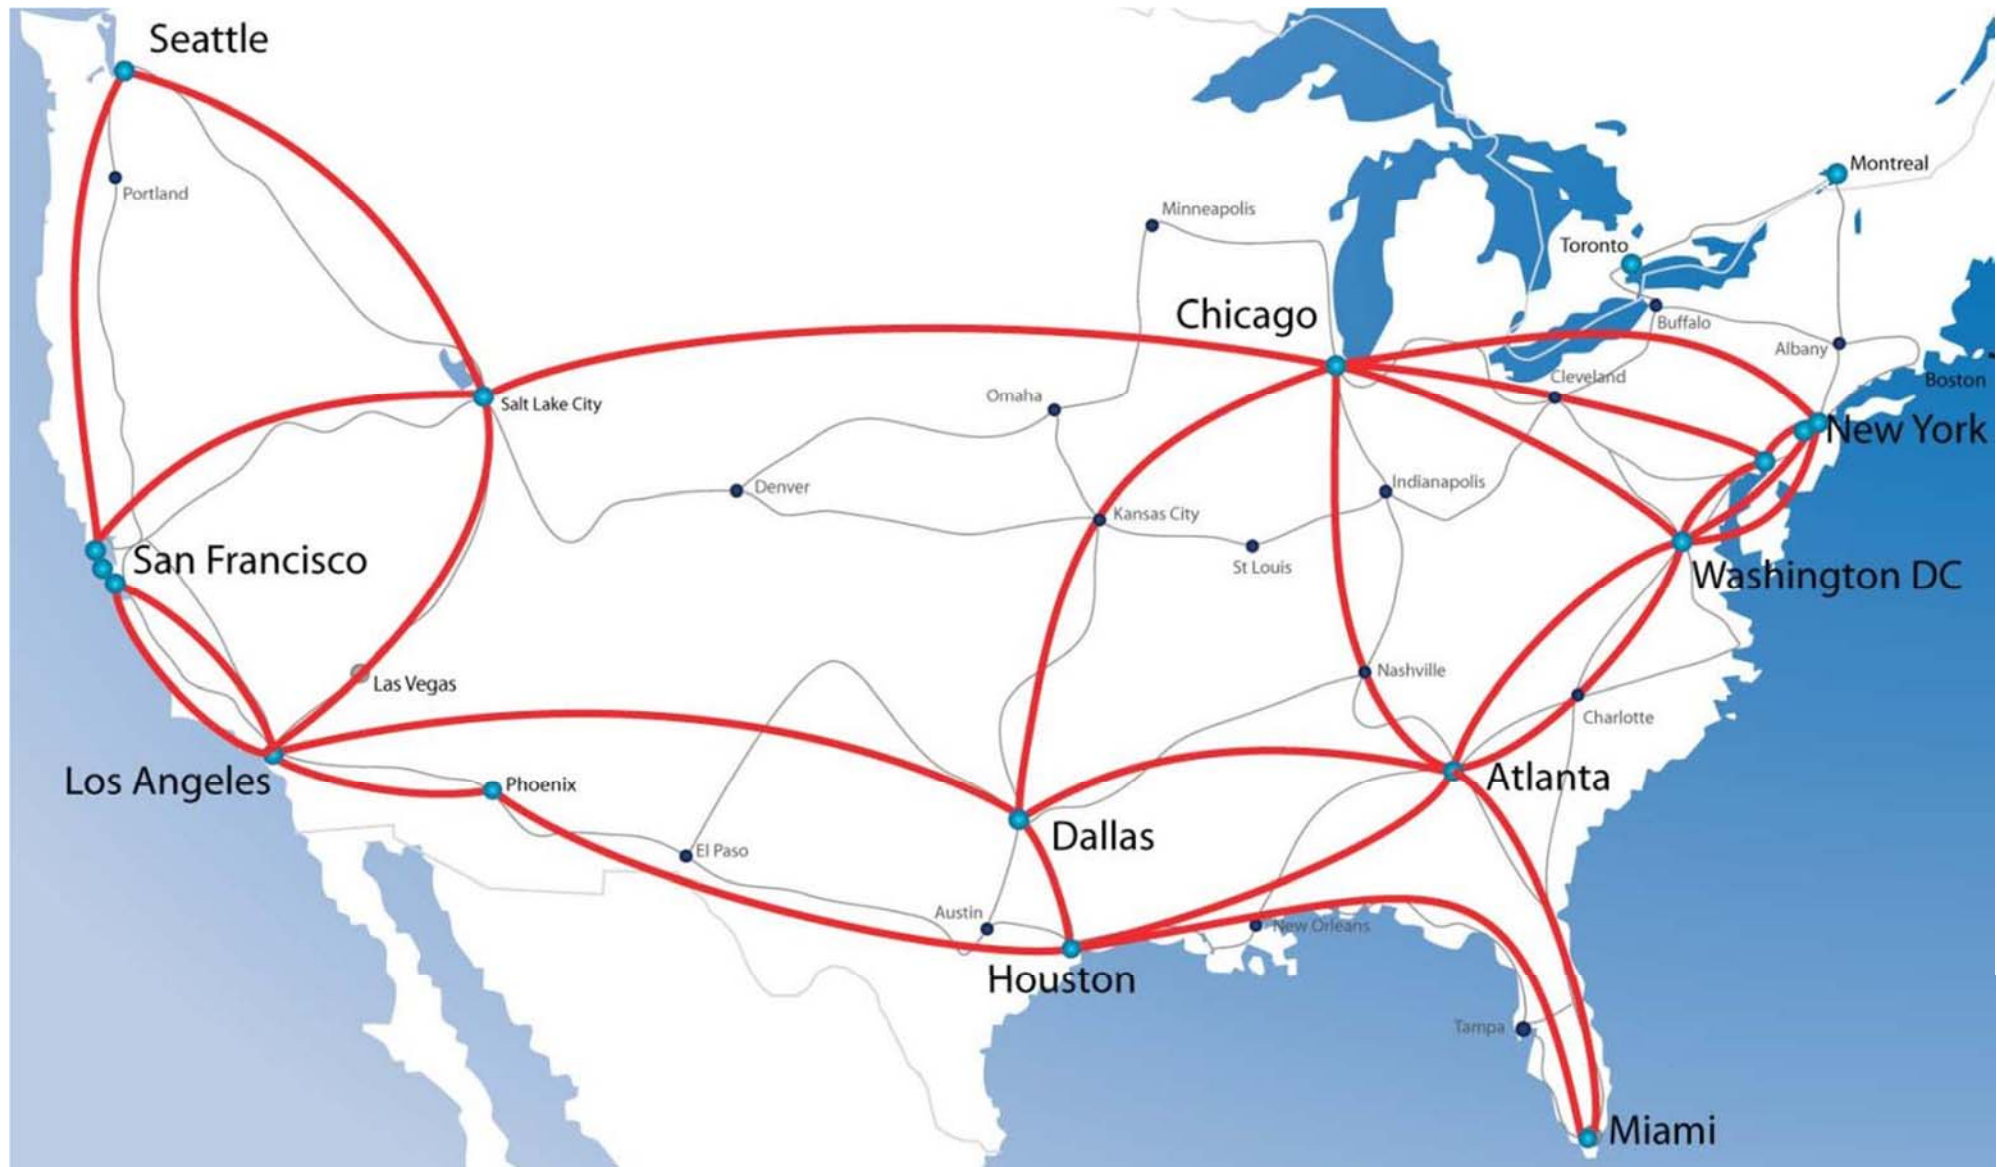 Seattle
Portland
Minneapolis
Montreal
Toronto
Chicago
Buffalo
Albany
Boston
Cleveland
Omaha
Salt Lake City
New York
Denver
Indianapolis
Kansas City
San Francisco
St Louis
Washington DC
Las Vegas
Nashville
Charlotte
Los Angeles
Phoenix
Atlanta
Dallas
El Paso
Austin
New Orleans
Houston
Tampa
Miami